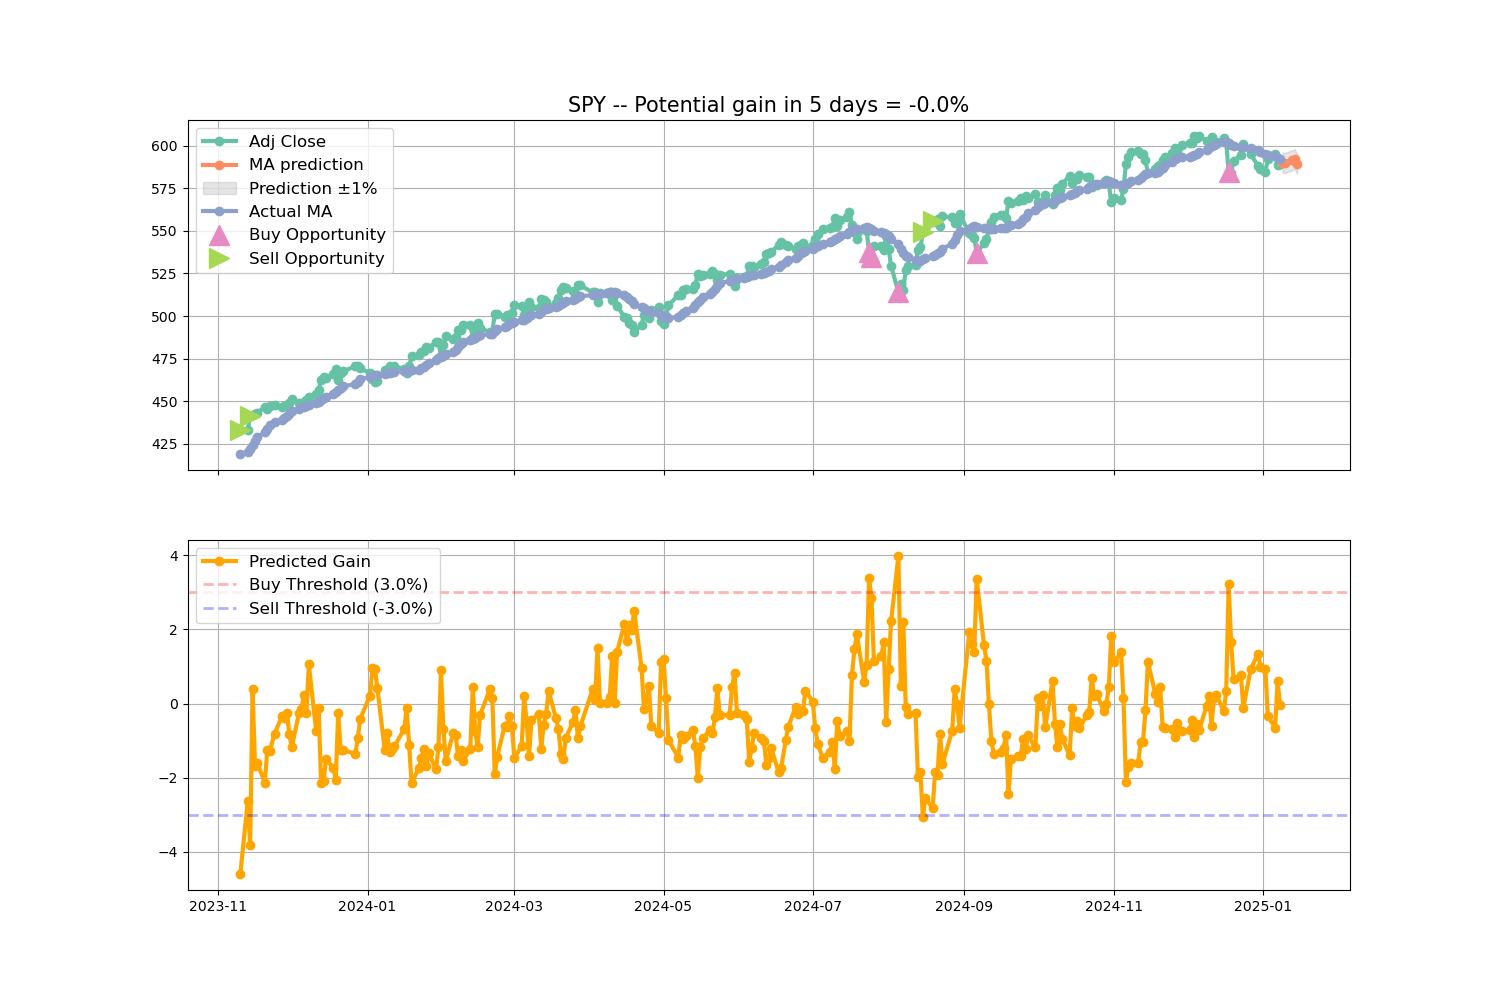 SPY -- Potential gain in 5 days = -0.0%
Adj Close
MA prediction
Prediction ±1%
Actual MA
Buy Opportunity
Sell Opportunity
600
575
550
525
500
475
450
425
Predicted Gain
Buy Threshold (3.0%)
Sell Threshold (-3.0%)
4
2
0
−2
−4
2023-11 2024-01 2024-03 2024-05 2024-07 2024-09 2024-11 2025-01